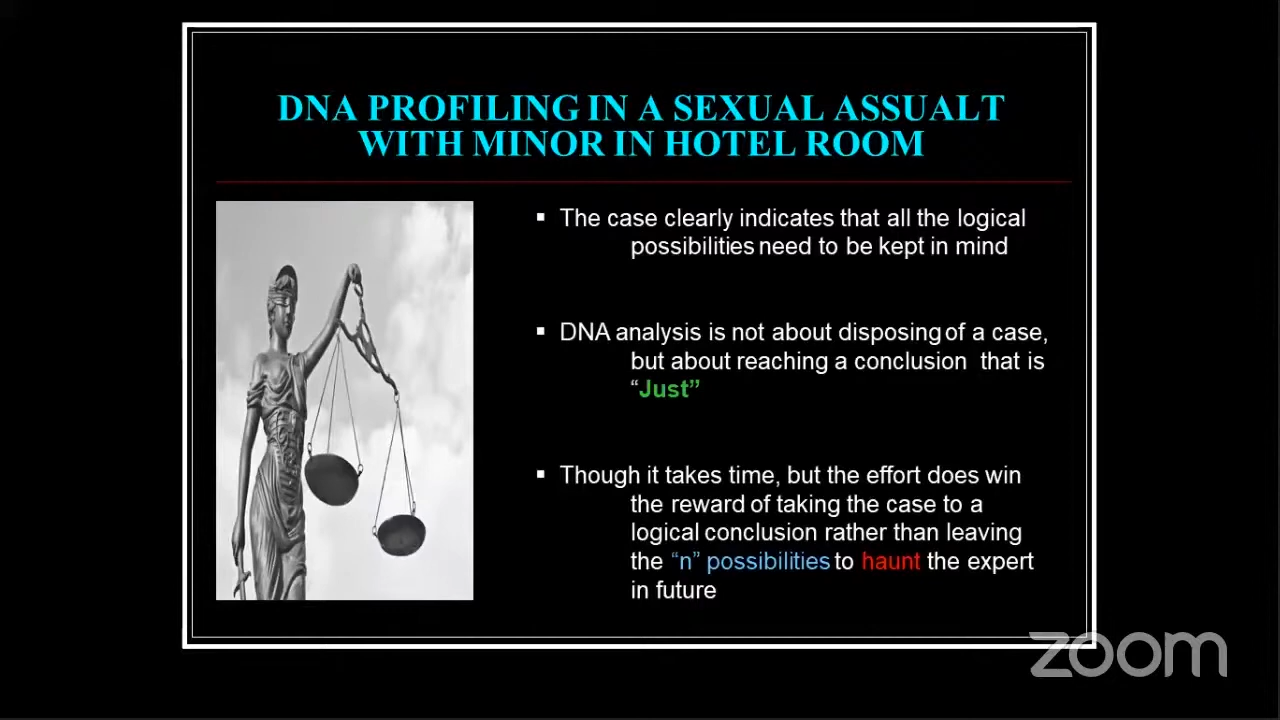 DNA PROFILING IN A SEXUAL ASSUALT
WITH MINOR IN HOTEL ROOM
▪ The case clearly indicates that all the logical
possibilities need to be kept in mind
▪ DNA analysis is not about disposing of a case,
but about reaching a conclusion that is
“Just”
▪ Though it takes time, but the effort does win
the reward of taking the case to a
logical conclusion rather than leaving
the “n” possibilities to haunt the expert
in future
zoom